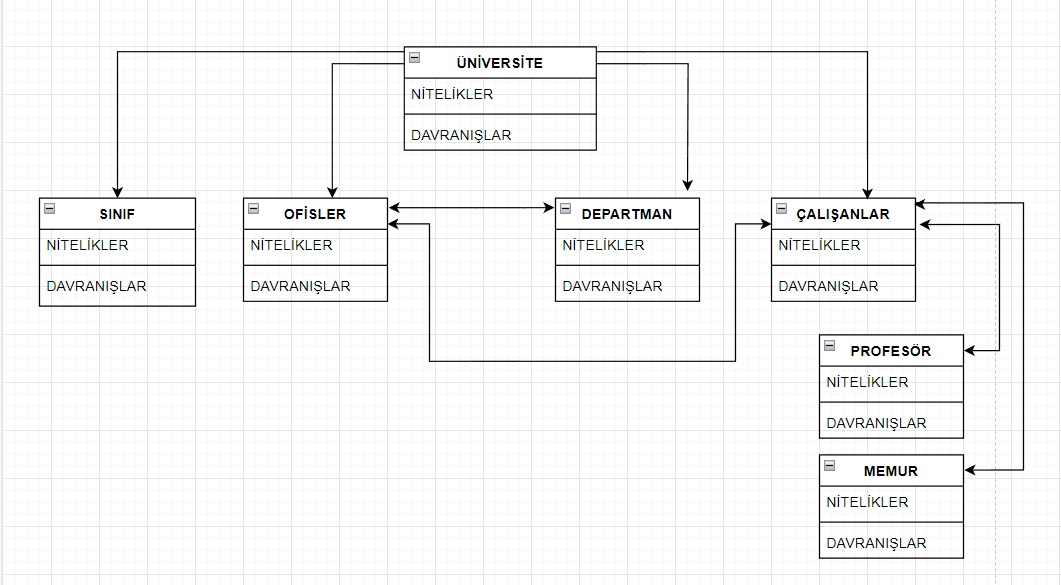 ÜNİVERSİTE
NİTELİKLER
DAVRANIŞLAR
SINIF
NİTELİKLER
DAVRANIŞLAR
OFİSLER
NİTELİKLER
DAVRANIŞLAR
DEPARTMAN
NİTELİKLER
DAVRANIŞLAR
ÇALIŞANLAR
NİTELİKLER
DAVRANIŞLAR
PROFESÖR
NİTELİKLER
DAVRANIŞLAR
MEMUR
NİTELİKLER
DAVRANIŞLAR